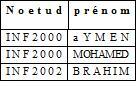 Noetud prénom
INF2000 aYMEN
INF2000 MOHAMED
INF2002 BRAHIM